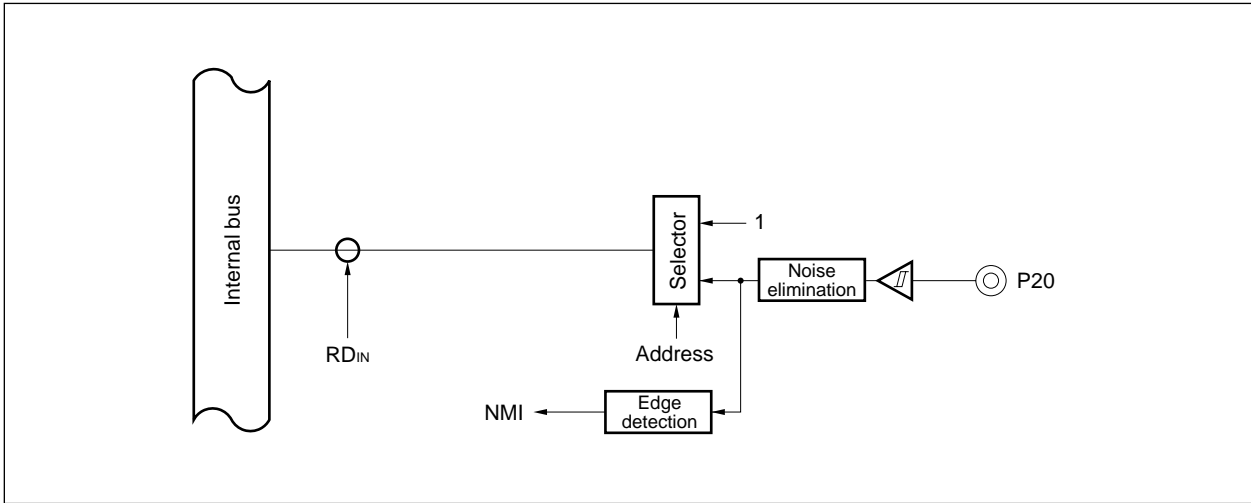 Internal bus
Selector
1
Noise
elimination
P20
RDIN
Address
NMI
Edge
detection